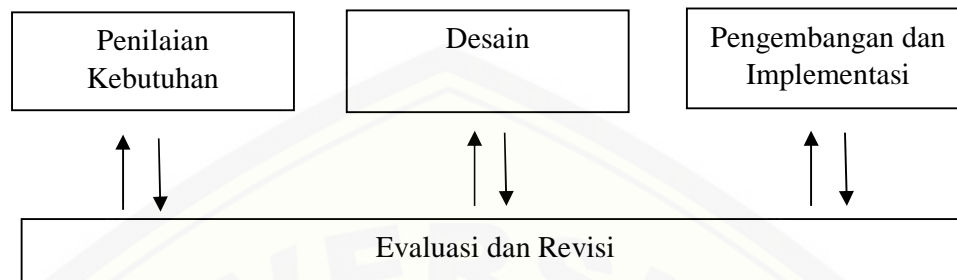 Penilaian
Kebutuhan
Desain
Pengembangan dan
Implementasi
Evaluasi dan Revisi